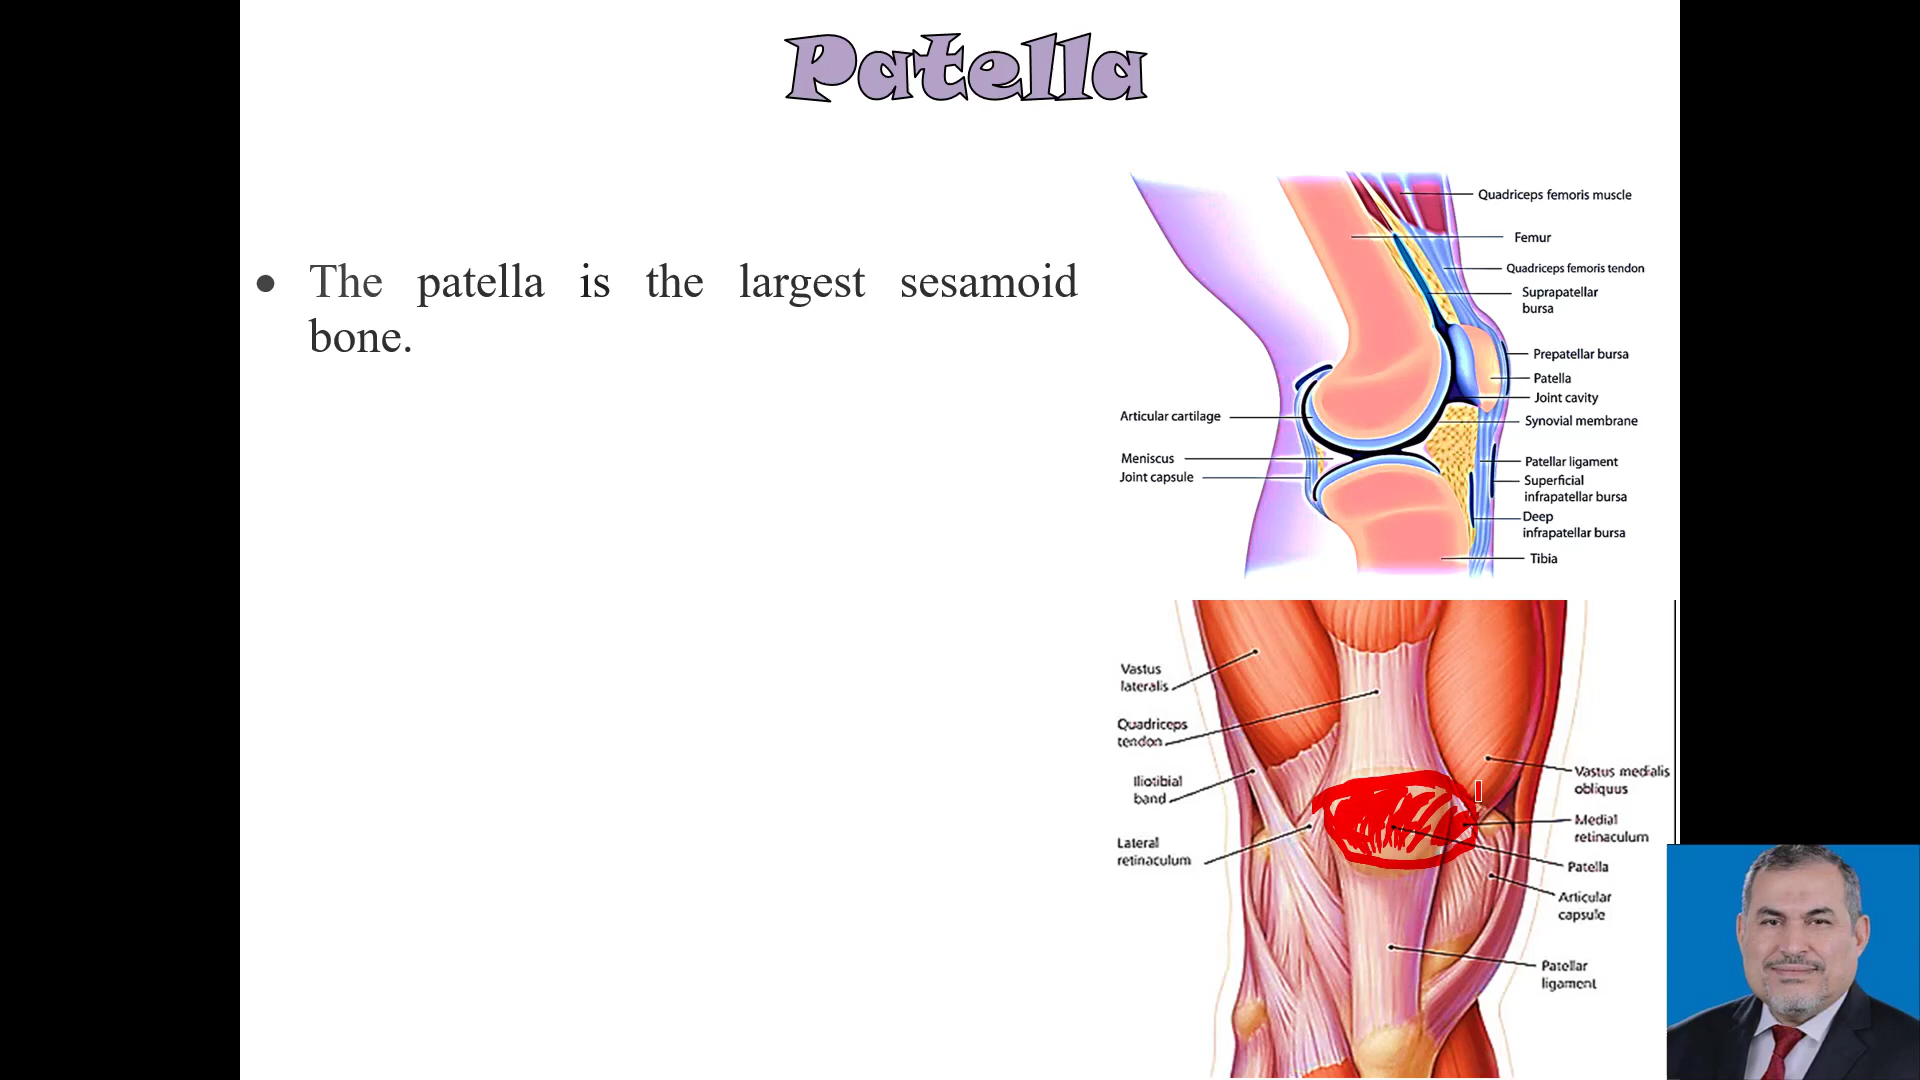 Patella
• The patella is the largest sesamoid
bone.
Quadriceps femoris muscle
Femur
Quadriceps femoris tendon
Suprapatellar
bursa
Prepatellar bursa
Patella
Joint cavity
Articular cartilage
Synovial membrane
Meniscus
Joint capsule
Patellar ligament
Superficial
infrapatellar bursa
Deep
infrapatellar bursa
Tibia
Vastus
lateralis
Quadriceps
tendon
Iliotibial
band
Lateral
retinaculum
Vastus medialis
obliquus
Medial
retinaculum
Patella
Articular
capsule
Patellar
ligament